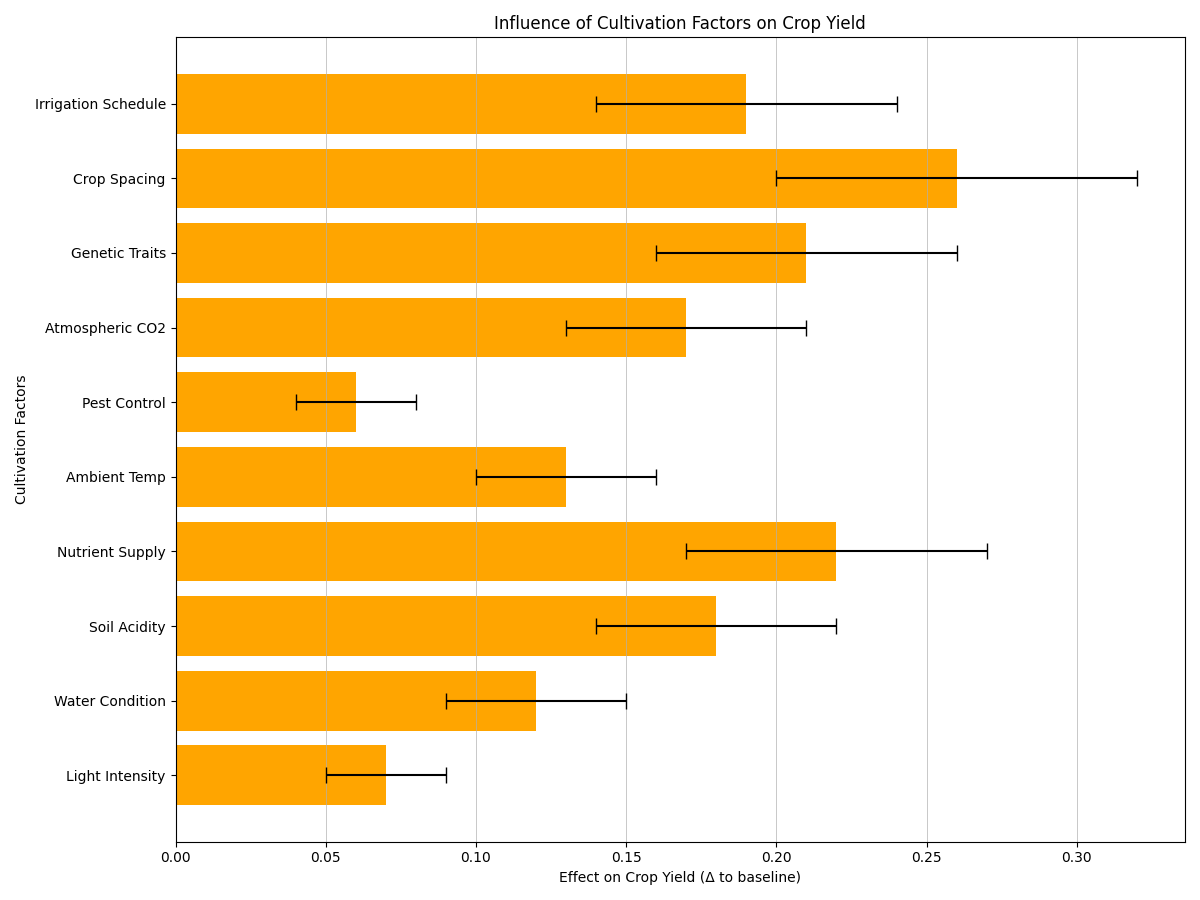 Influence of Cultivation Factors on Crop Yield
Cultivation Factors
Irrigation Schedule
Crop Spacing
Genetic Traits
Atmospheric CO2
Pest Control
Ambient Temp
Nutrient Supply
Soil Acidity
Water Condition
Light Intensity
0.00 0.05 0.10 0.15 0.20 0.25 0.30
Effect on Crop Yield (Δ to baseline)